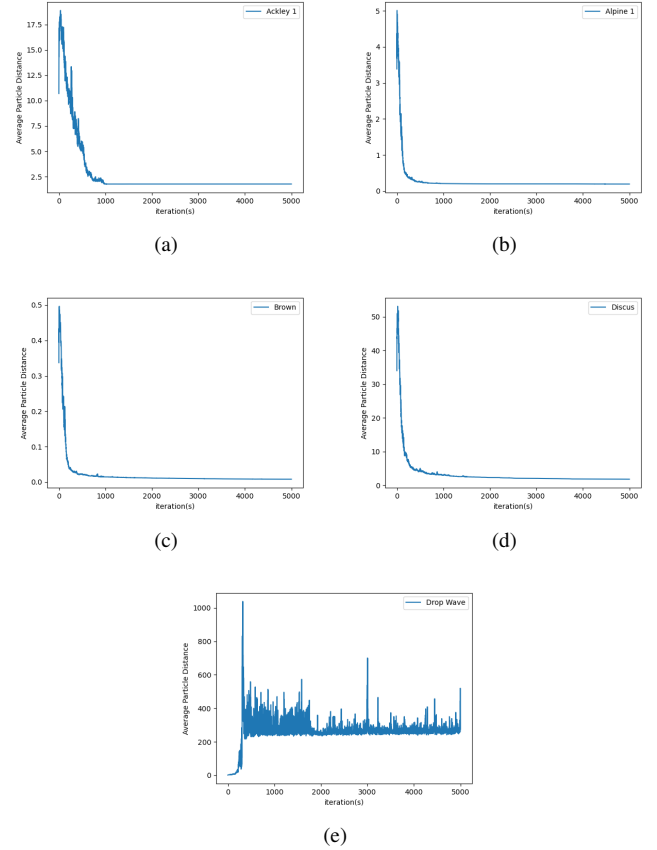 Ackley 1
17.5
15.0
12.5
10.0
7.5
5.0
2.5
Average Particle Distance
0 1000 2000 3000 4000 5000
iteration(s)
(a)
Alpine 1
5
4
3
2
1
0
Average Particle Distance
0 1000 2000 3000 4000 5000
iteration(s)
(b)
Brown
0.5
0.4
0.3
0.2
0.1
0.0
Average Particle Distance
0 1000 2000 3000 4000 5000
iteration(s)
(c)
Discus
50
40
30
20
10
0
Average Particle Distance
0 1000 2000 3000 4000 5000
iteration(s)
(d)
Drop Wave
1000
800
600
400
200
0
Average Particle Distance
0 1000 2000 3000 4000 5000
iteration(s)
(e)